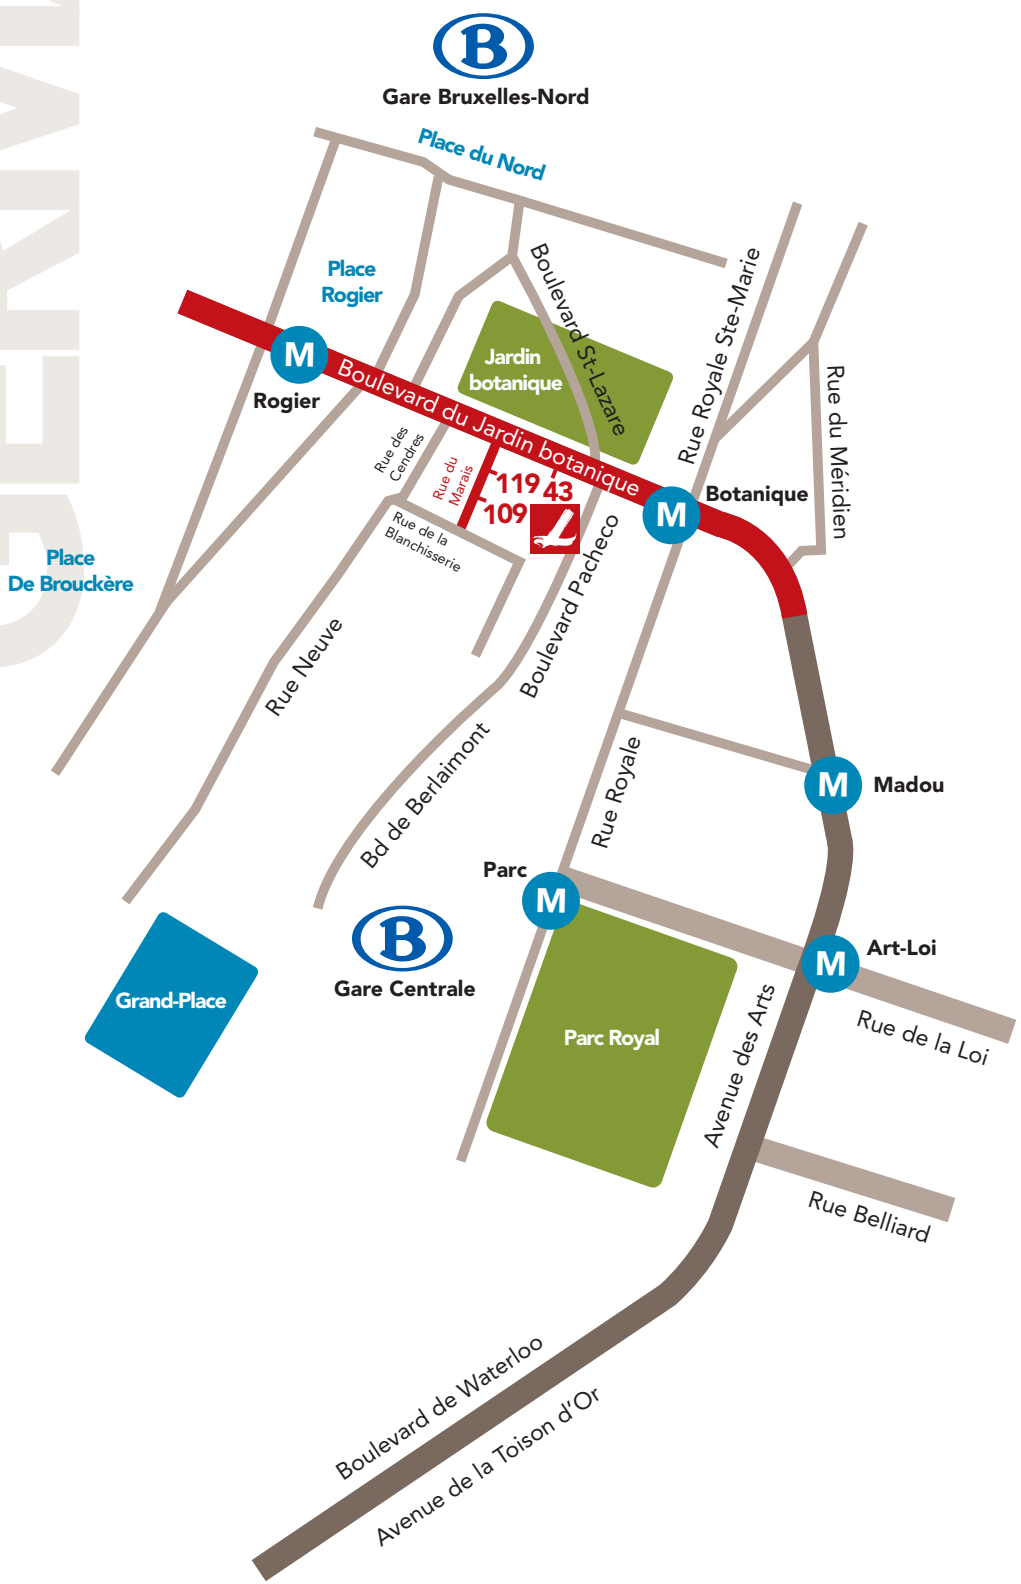 B
Gare Bruxelles-Nord
Place du Nord
Place
Rogier
Boulevard St-Lazare
Rue Royale Ste-Marie
Jardin
botanique
M
Rogier
Boulevard du Jardin botanique
Rue du Méridien
Rue des
Cendres
Rue du
Marais
119
43
109
Botanique
M
Rue de la
Blanchisserie
Place
De Brouckère
Boulevard Pacheco
Rue Neuve
Bd de Berlaimont
Rue Royale
M
Madou
Parc
M
B
Gare Centrale
Art-Loi
M
Grand-Place
Parc Royal
Avenue des Arts
Rue de la Loi
Rue Belliard
Boulevard de Waterloo
Avenue de la Toison d'Or